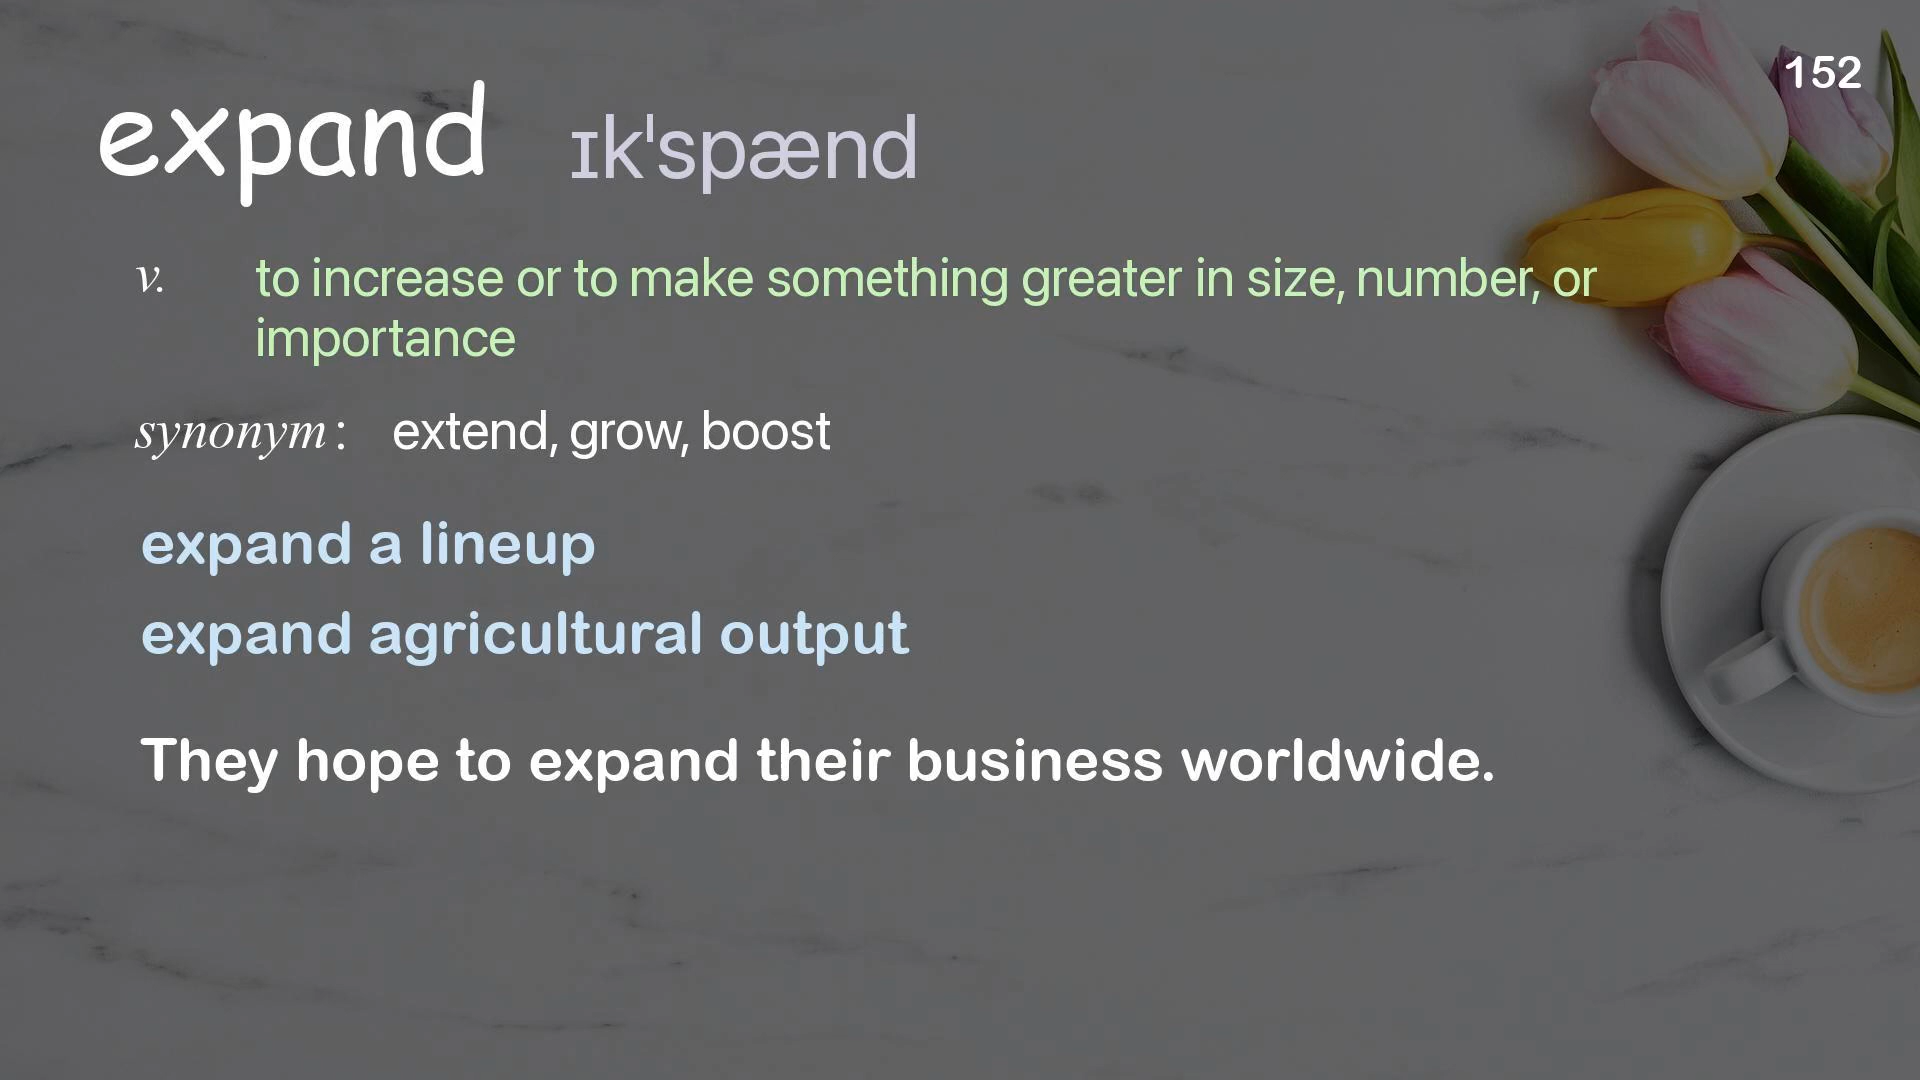 152
expand ɪkˈspænd
v. to increase or to make something greater in size, number, or
importance
synonym: extend, grow, boost
expand a lineup
expand agricultural output
They hope to expand their business worldwide.